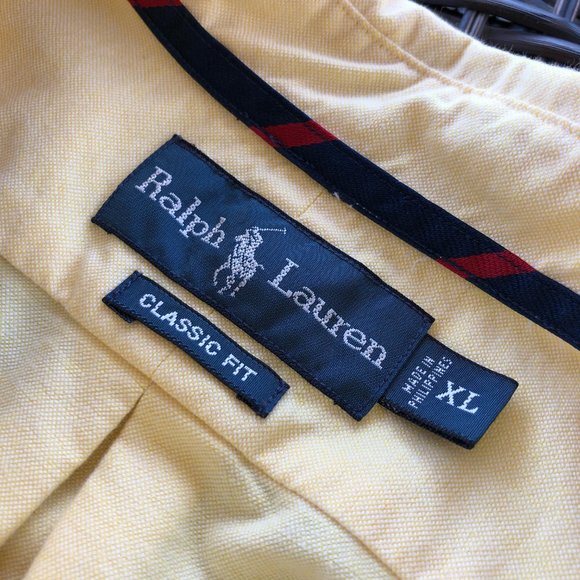 Ralph Lauren
CLASSIC FIT
MADE IN
PHILIPPINES
XL